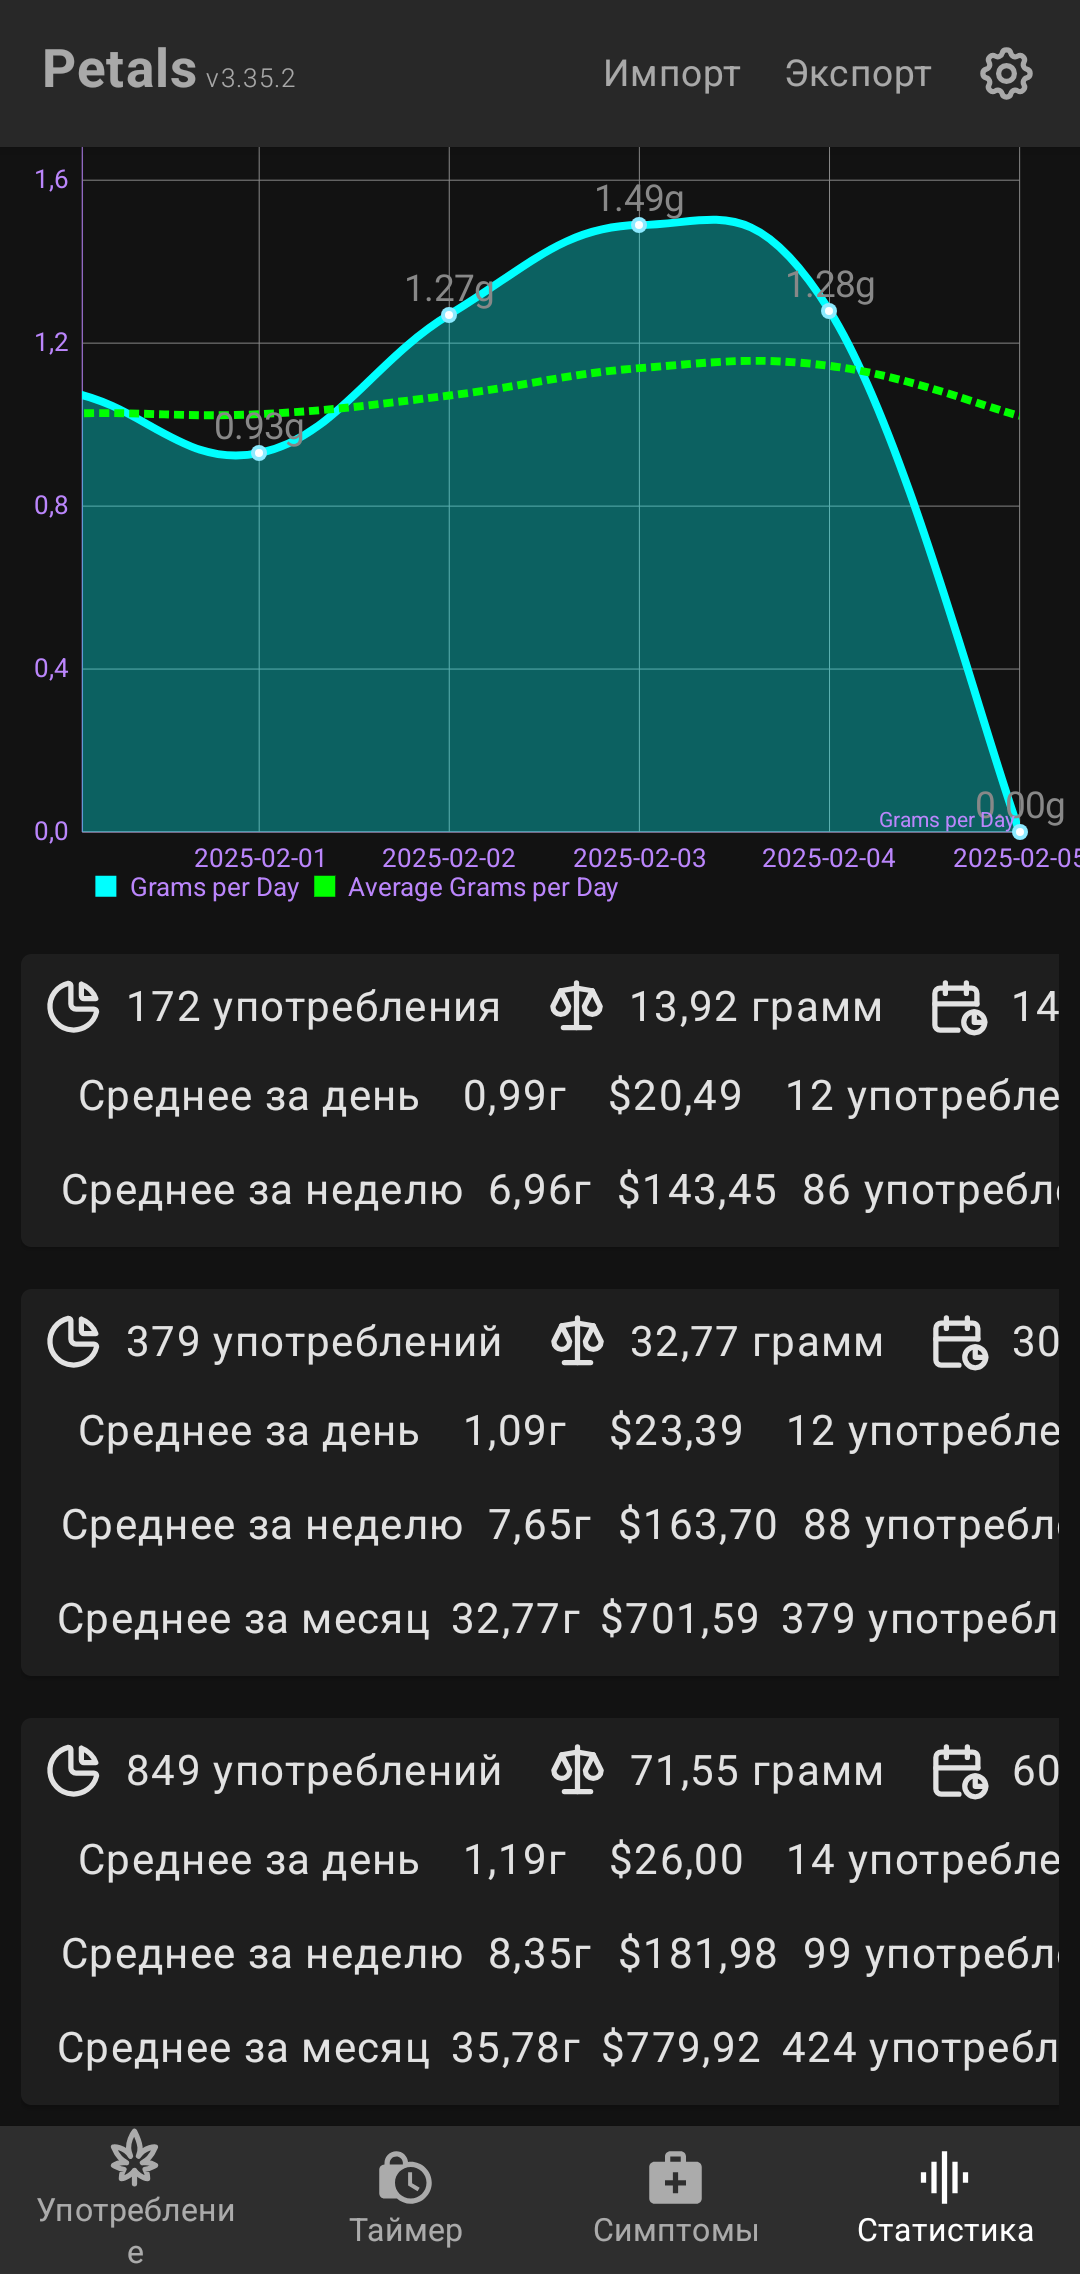 Petals v3.35.2 Импорт Экспорт
1,6
1.49g
1.27g
1.28g
1,2
0.93g
0,8
0,4
0.00g
Grams per Day
0,0
2025-02-01 2025-02-02 2025-02-03 2025-02-04 2025-02-05
Grams per Day Average Grams per Day
172 употребления 13,92 грамм 14
Среднее за день 0,99г $20,49 12 употребле
Среднее за неделю 6,96г $143,45 86 употребл
379 употреблений 32,77 грамм 30
Среднее за день 1,09г $23,39 12 употребле
Среднее за неделю 7,65г $163,70 88 употребл
Среднее за месяц 32,77г $701,59 379 употребл
849 употреблений 71,55 грамм 60
Среднее за день 1,19г $26,00 14 употребле
Среднее за неделю 8,35г $181,98 99 употребл
Среднее за месяц 35,78г $779,92 424 употребл
Употреблени
е
Таймер
Симптомы
Статистика